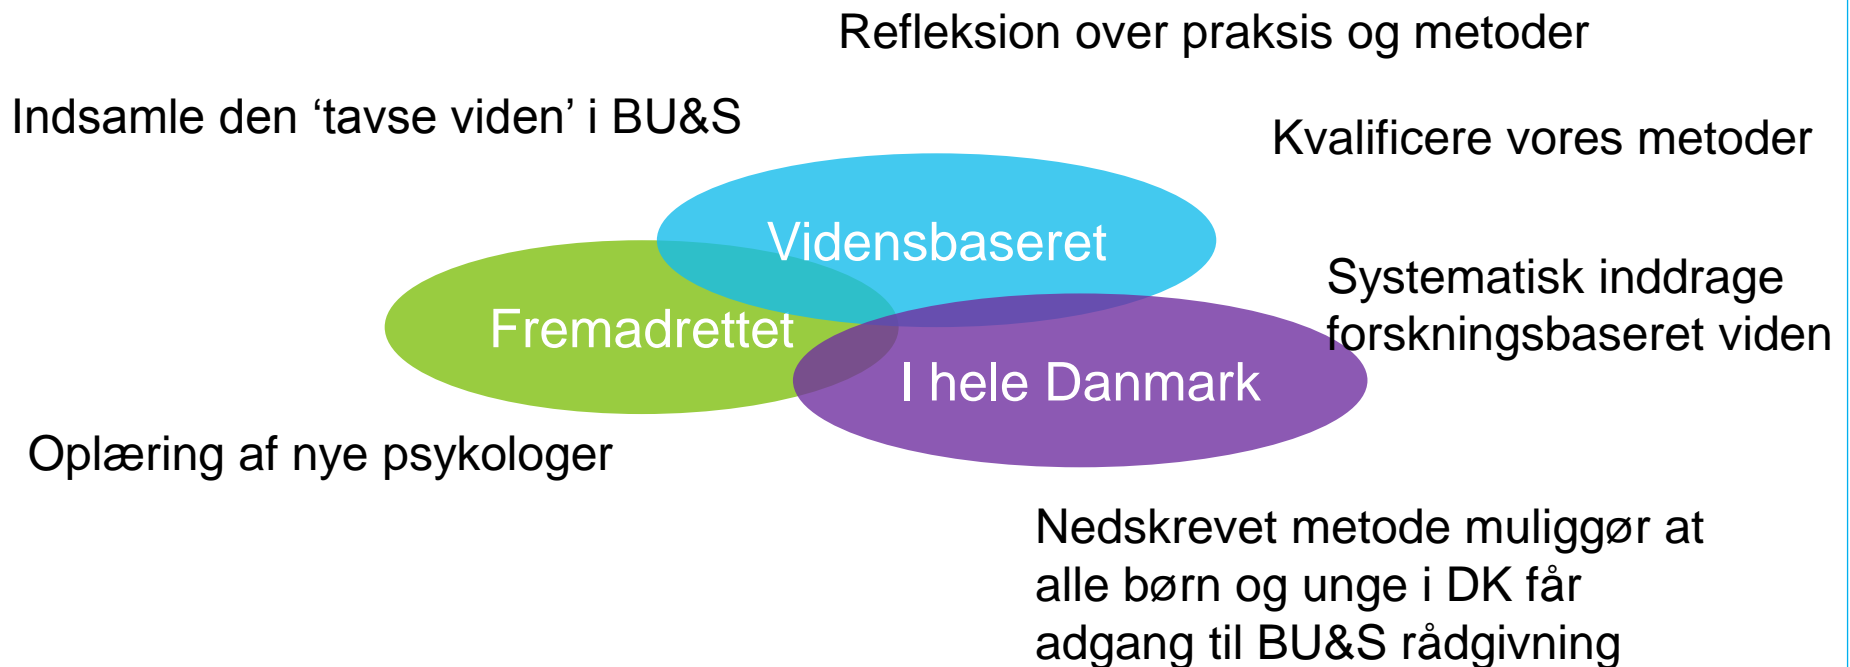 Refleksion over praksis og metoder
Indsamle den ‘tavse viden’ i BU&S
Kvalificere vores metoder
Vidensbaseret
Systematisk inddrage
forskningsbaseret viden
Fremadrettet
I hele Danmark
Oplæring af nye psykologer
Nedskrevet metode muliggør at
alle børn og unge i DK får
adgang til BU&S rådgivning